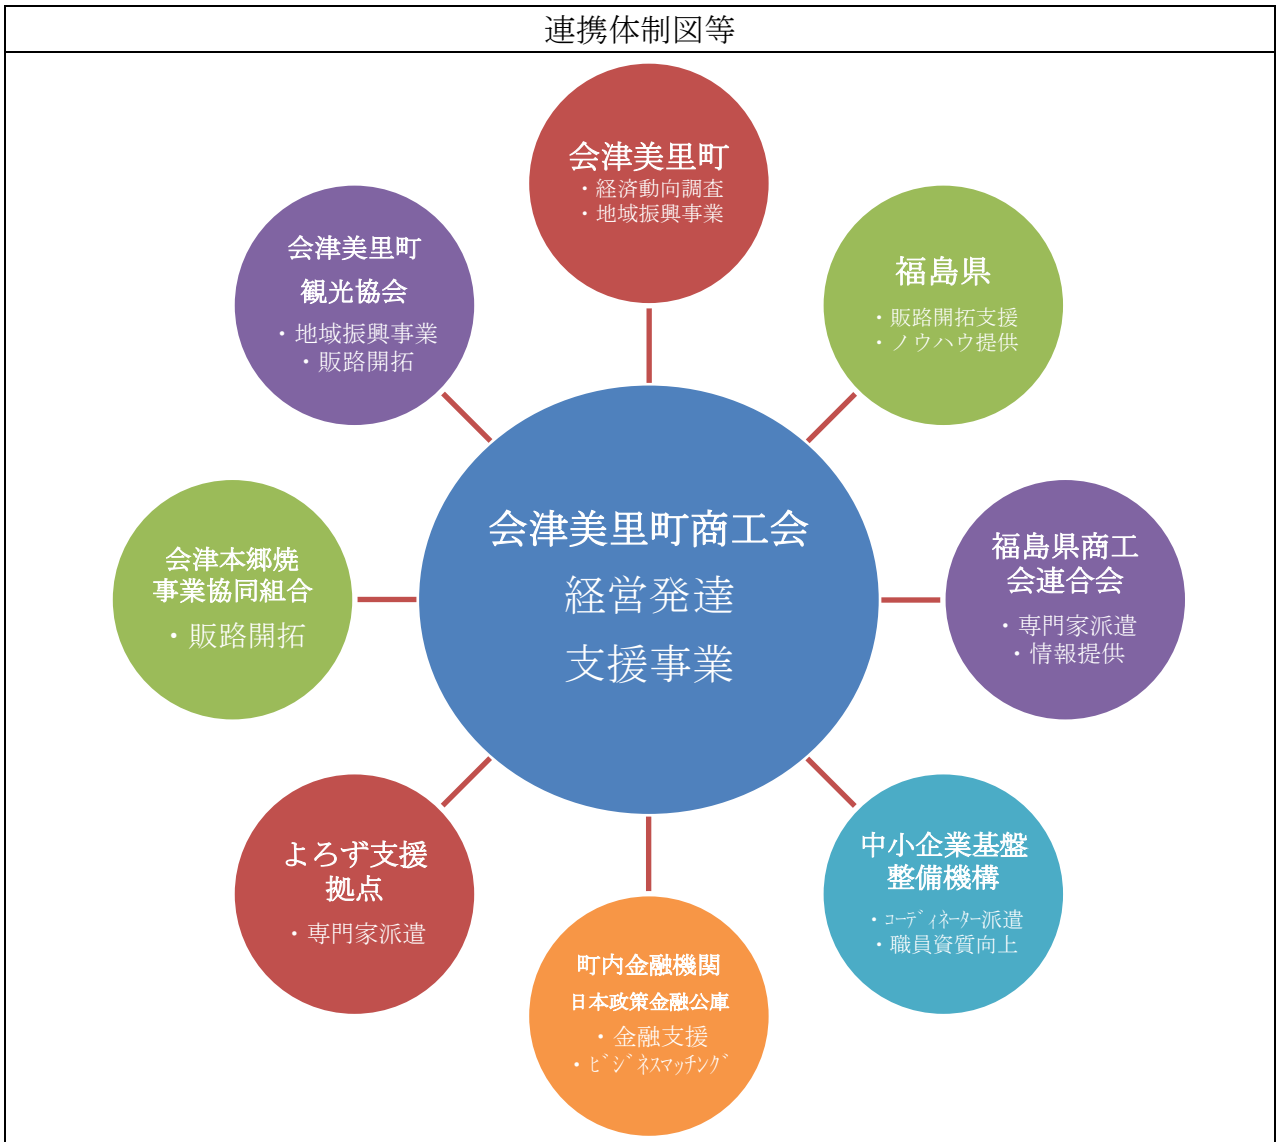 連携体制図等
会津美里町
・経済動向調査
・地域振興事業
福島県
・販路開拓支援
・ノウハウ提供
福島県商工
会連合会
・専門家派遣
・情報提供
中小企業基盤
整備機構
・ｺｰﾃﾞｨﾈｰﾀｰ派遣
・職員資質向上
町内金融機関
日本政策金融公庫
・金融支援
・ﾋﾞｼﾞﾈｽﾏｯﾁﾝｸﾞ
よろず支援
拠点
・専門家派遣
会津本郷焼
事業協同組合
・販路開拓
会津美里町
観光協会
・地域振興事業
・販路開拓
会津美里町商工会
経営発達
支援事業